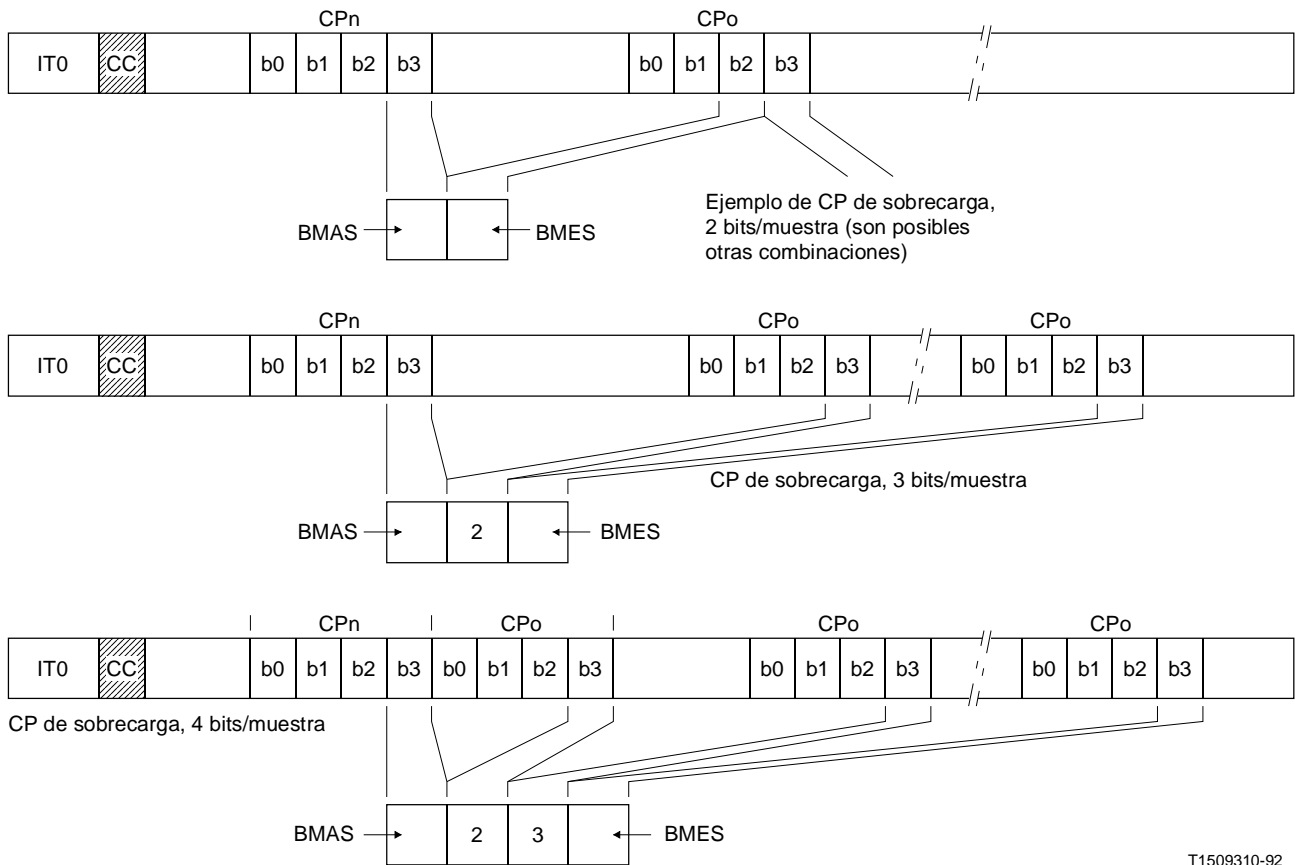 CPn CPo
IT0 CC b0 b1 b2 b3 b0 b1 b2 b3
BMAS BMES
Ejemplo de CP de sobrecarga,
2 bits/muestra (son posibles
otras combinaciones)
CPn CPo CPo
IT0 CC b0 b1 b2 b3 b0 b1 b2 b3 b0 b1 b2 b3
CP de sobrecarga, 3 bits/muestra
BMAS 2 BMES
CPn CPo CPo CPo
IT0 CC b0 b1 b2 b3 b0 b1 b2 b3 b0 b1 b2 b3 b0 b1 b2 b3
CP de sobrecarga, 4 bits/muestra
BMAS 2 3 BMES
T1509310-92